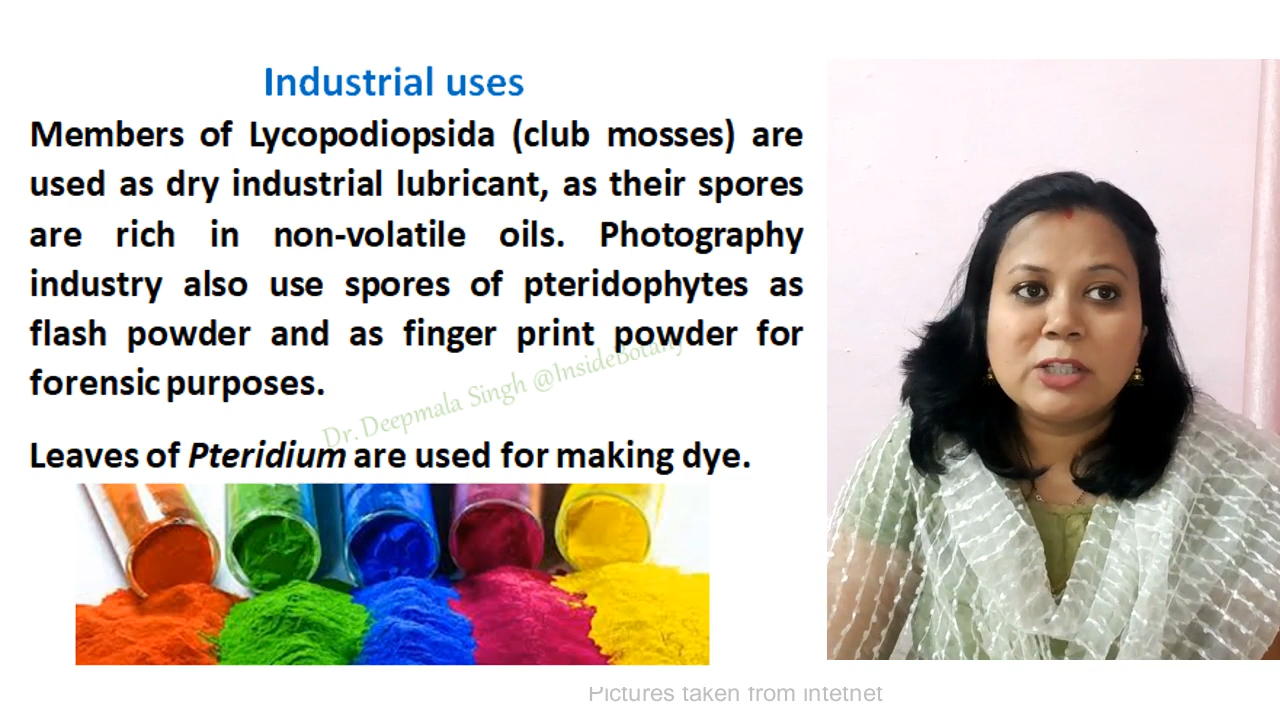 Industrial uses
Members of Lycopodiopsida (club mosses) are
used as dry industrial lubricant, as their spores
are rich in non-volatile oils. Photography
industry also use spores of pteridophytes as
flash powder and as finger print powder for
forensic purposes.
Dr. Deepmala Singh @InsideBotany
Leaves of Pteridium are used for making dye.
Pictures taken from intetnet